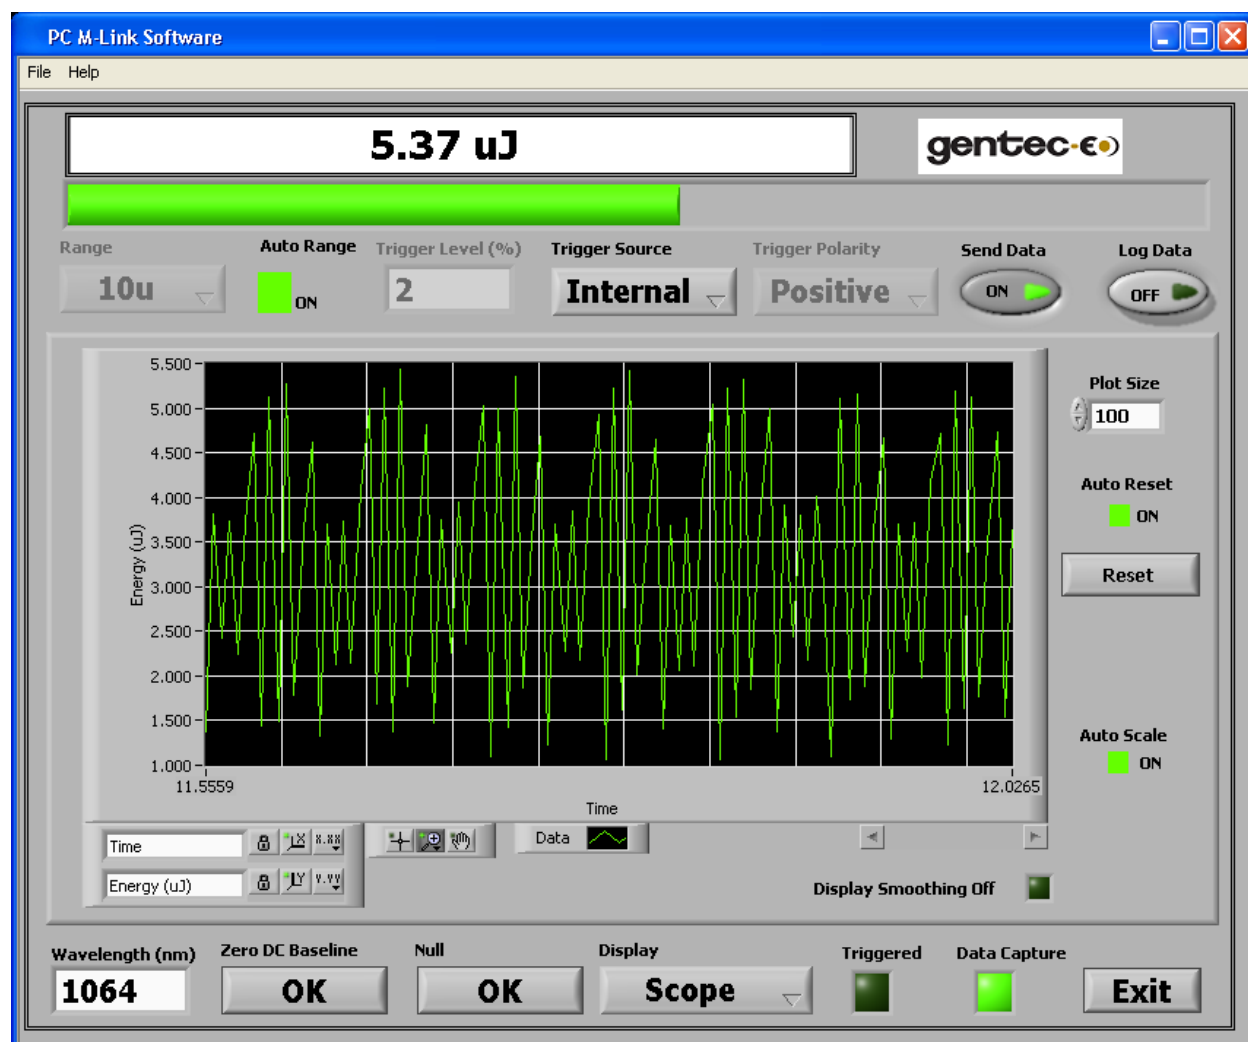 PC M-Link Software
File Help
5.37 uJ
gentec-EO
Range
Auto Range
Trigger Level (%)
Trigger Source
Trigger Polarity
Send Data
Log Data
10u
ON
2
Internal
Positive
ON
OFF
5.500
5.000
4.500
4.000
3.500
3.000
2.500
2.000
1.500
1.000
Energy (uJ)
11.5559
12.0265
Time
Plot Size
100
Auto Reset
ON
Reset
Auto Scale
ON
Time
X
X.XX
Data
Energy (uJ)
Y
Y.YY
Display Smoothing Off
Wavelength (nm)
Zero DC Baseline
Null
Display
Triggered
Data Capture
1064
OK
OK
Scope
Exit